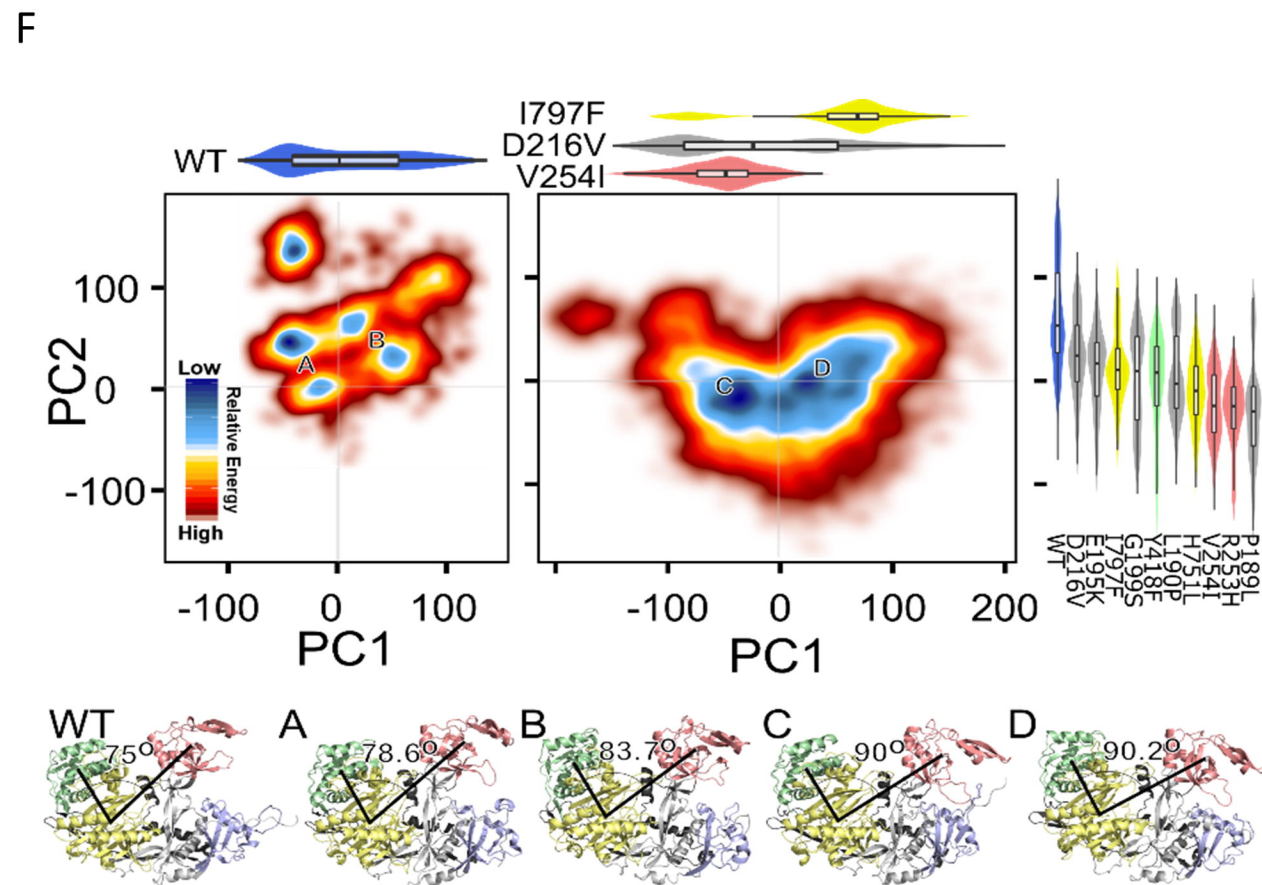 F
I797F
D216V
WT
V254I
100
0
-100
PC2
Low
0
Relative Energy
High
A
B
C
D
-100 0 100
PC1
-100 0 100 200
PC1
WT
D216V
E195K
I797F
G199S
Y418F
L190P
H751L
V254I
R253H
P189L
WT 75° A 78.6° B 83.7° C 90° D 90.2°